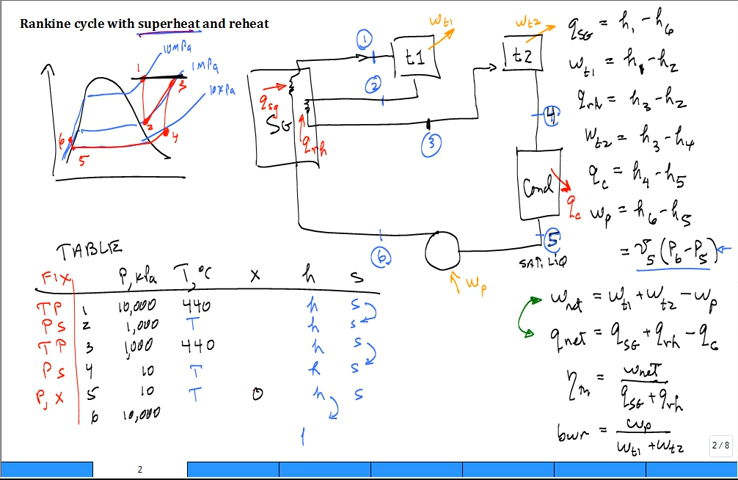 Rankine cycle with superheat and reheat
10MPa
1MPa
10kPa
1
3
2
4
5
6
1
2
3
4
5
6
t1
t2
Wt1
Wt2
qsg
SG
qrh
Cond
qc
wp
SAT. LIQ
qSG = h1 - h6
wt1 = h1 - h2
qrh = h3 - h2
wt2 = h3 - h4
qc = h4 - h5
wp = h6 - h5
= v5 (P6 - P5)
wnet = wt1 + wt2 - wp
qnet = qSG + qrh - qc
ηth = wnet / qSG + qrh
bwr = wp / wt1 + wt2
TABLE
FIX P, kPa T, °C x h s
TP 1 10,000 440 h s
Ps 2 1,000 T h s
TP 3 1,000 440 h s
Ps 4 10 T h s
P, X 5 10 T 0 h s
6 10,000
2
2 / 8